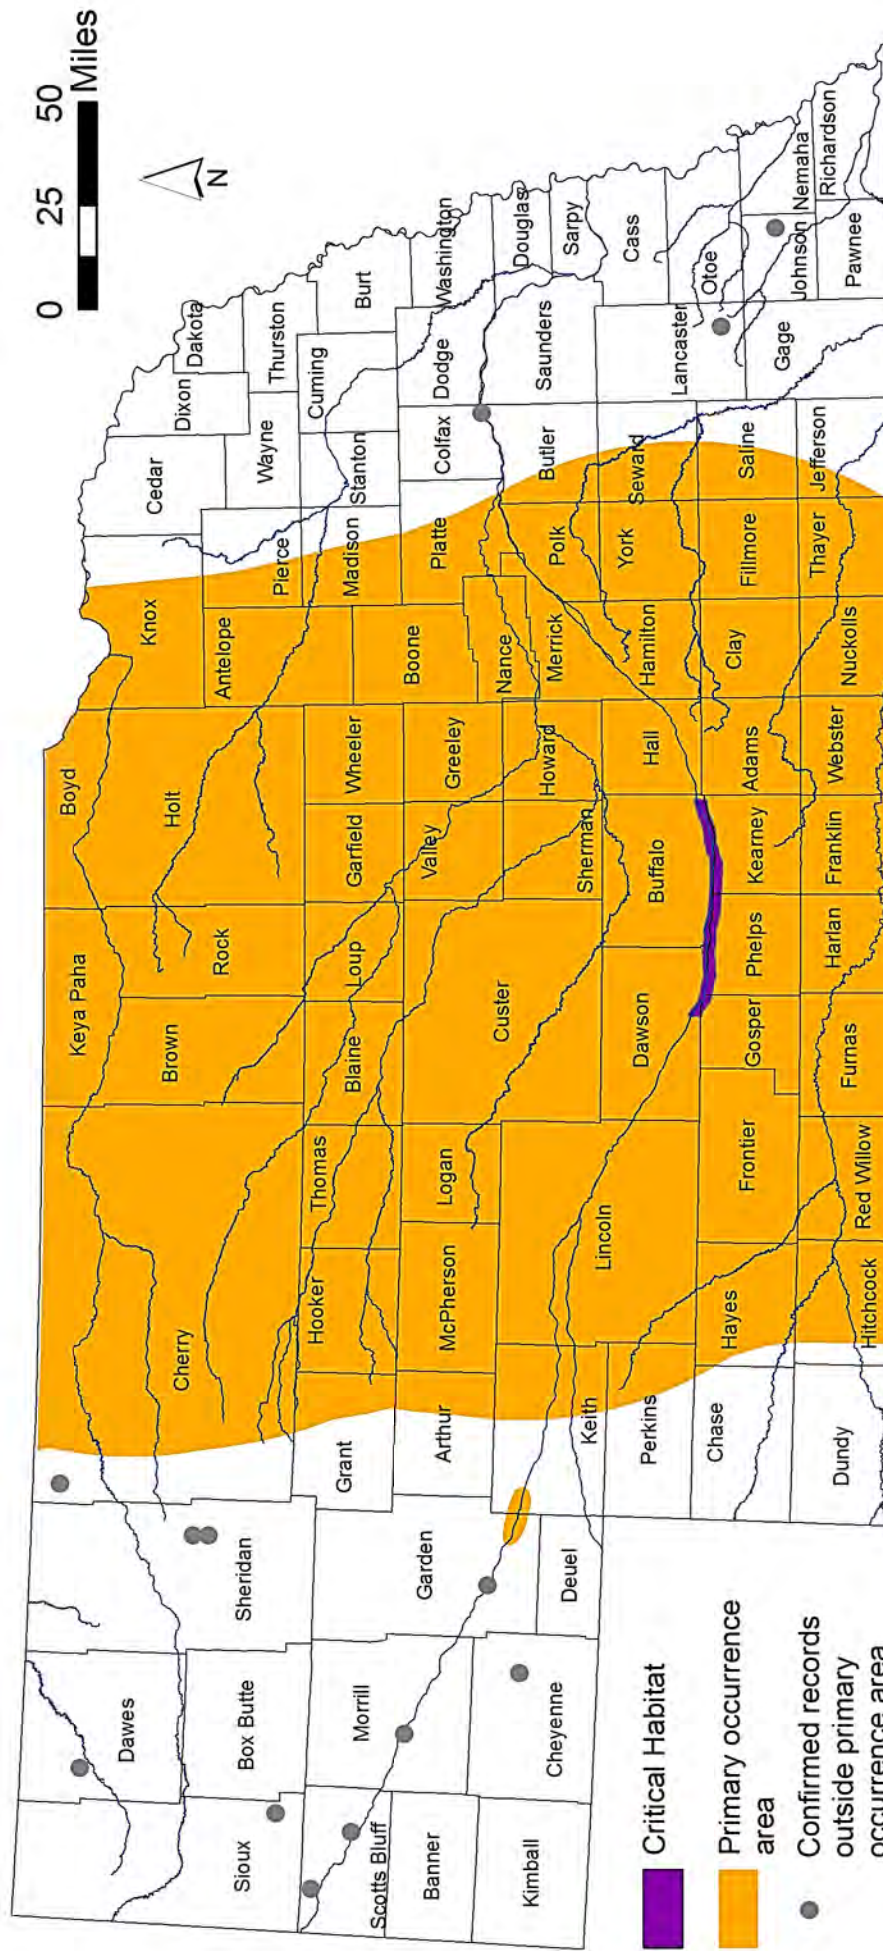 0 25 50
Miles
N
Keya Paha
Boyd
Knox
Cedar
Dixon
Dakota
Dawes
Cherry
Brown
Rock
Holt
Antelope
Pierce
Wayne
Thurston
Sioux
Box Butte
Sheridan
Grant
Hooker
Thomas
Blaine
Loup
Garfield
Wheeler
Madison
Stanton
Cuming
Burt
Scotts Bluff
Morrill
Garden
Arthur
McPherson
Logan
Custer
Valley
Greeley
Boone
Nance
Platte
Colfax
Dodge
Washington
Banner
Sherman
Howard
Merrick
Polk
Butler
Saunders
Douglas
Sarpy
Kimball
Cheyenne
Deuel
Keith
Lincoln
Dawson
Buffalo
Hall
Hamilton
York
Seward
Lancaster
Cass
Otoe
Perkins
Chase
Hayes
Frontier
Gosper
Phelps
Kearney
Adams
Clay
Fillmore
Saline
Gage
Johnson
Nemaha
Dundy
Hitchcock
Red Willow
Furnas
Harlan
Franklin
Webster
Nuckolls
Thayer
Jefferson
Pawnee
Richardson
Critical Habitat
Primary occurrence
area
Confirmed records
outside primary
occurrence area